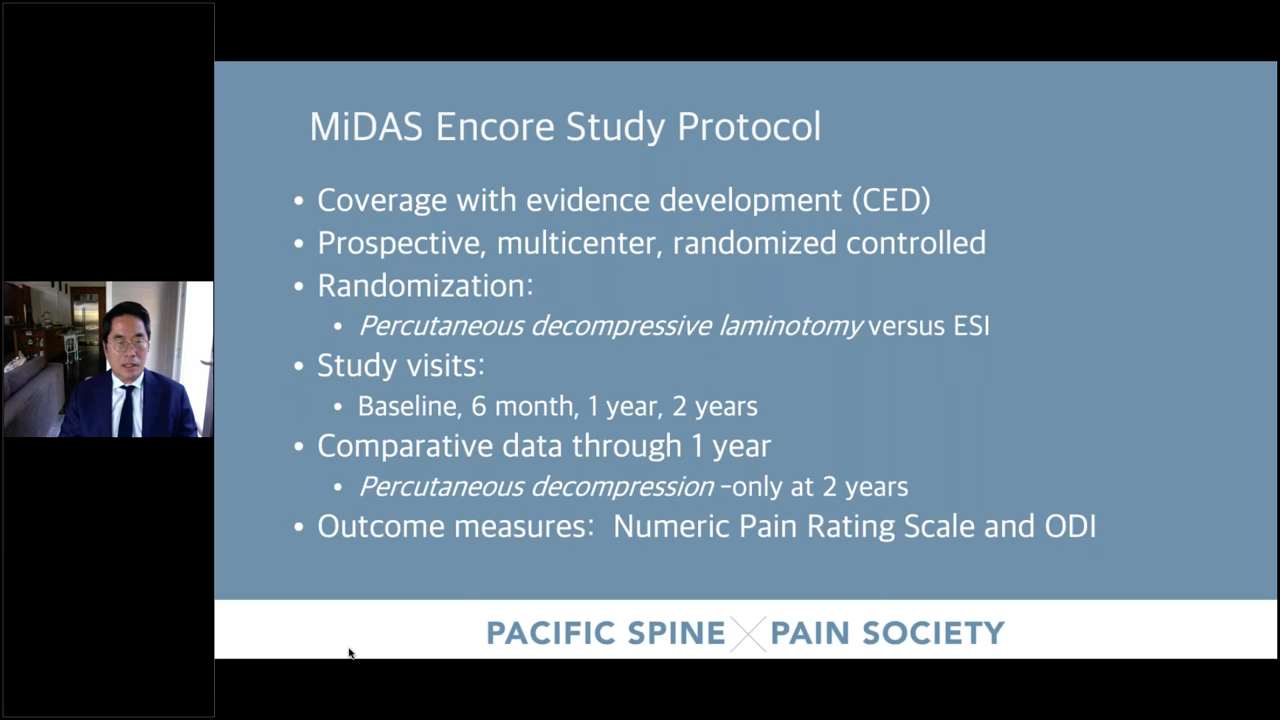 MiDAS Encore Study Protocol
• Coverage with evidence development (CED)
• Prospective, multicenter, randomized controlled
• Randomization:
• Percutaneous decompressive laminotomy versus ESI
• Study visits:
• Baseline, 6 month, 1 year, 2 years
• Comparative data through 1 year
• Percutaneous decompression –only at 2 years
• Outcome measures: Numeric Pain Rating Scale and ODI
PACIFIC SPINE PAIN SOCIETY